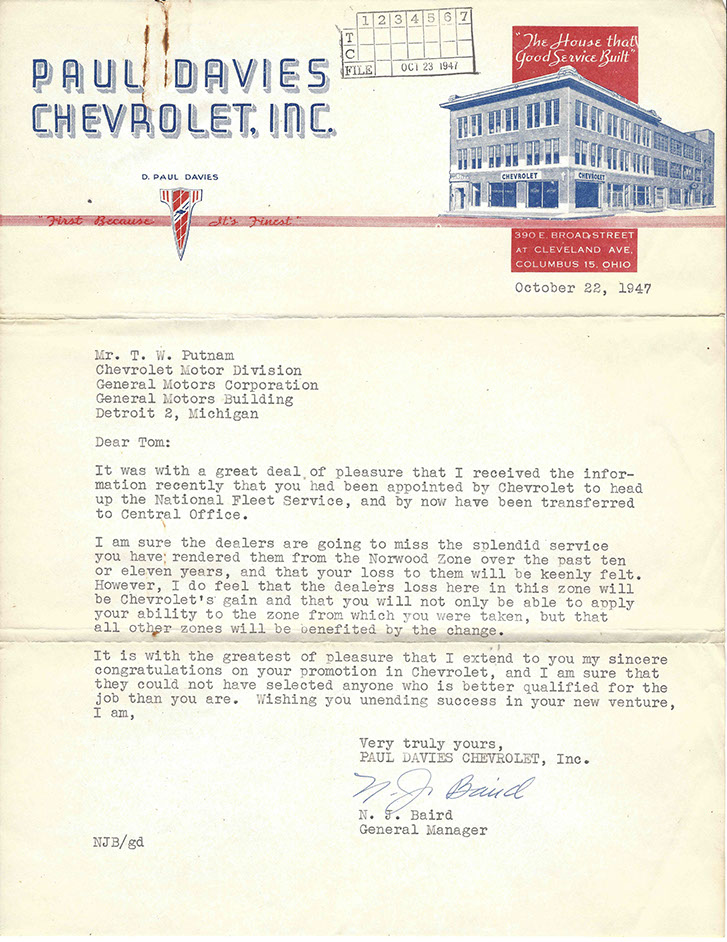 1 2 3 4 5 6 7
T
C
FILE OCT 23 1947
"The House that
Good Service Built"
PAUL DAVIES
CHEVROLET, INC.
D. PAUL DAVIES
"First Because It's Finest"
CHEVROLET CHEVROLET
390 E. BROAD STREET
AT CLEVELAND AVE.
COLUMBUS 15, OHIO
October 22, 1947
Mr. T. W. Putnam
Chevrolet Motor Division
General Motors Corporation
General Motors Building
Detroit 2, Michigan
Dear Tom:
It was with a great deal of pleasure that I received the infor-
mation recently that you had been appointed by Chevrolet to head
up the National Fleet Service, and by now have been transferred
to Central Office.
I am sure the dealers are going to miss the splendid service
you have rendered them from the Norwood Zone over the past ten
or eleven years, and that your loss to them will be keenly felt.
However, I do feel that the dealers loss here in this zone will
be Chevrolet's gain and that you will not only be able to apply
your ability to the zone from which you were taken, but that
all other zones will be benefited by the change.
It is with the greatest of pleasure that I extend to you my sincere
congratulations on your promotion in Chevrolet, and I am sure that
they could not have selected anyone who is better qualified for the
job than you are. Wishing you unending success in your new venture,
I am,
Very truly yours,
PAUL DAVIES CHEVROLET, Inc.
N. J. Baird
N. J. Baird
General Manager
NJB/gd